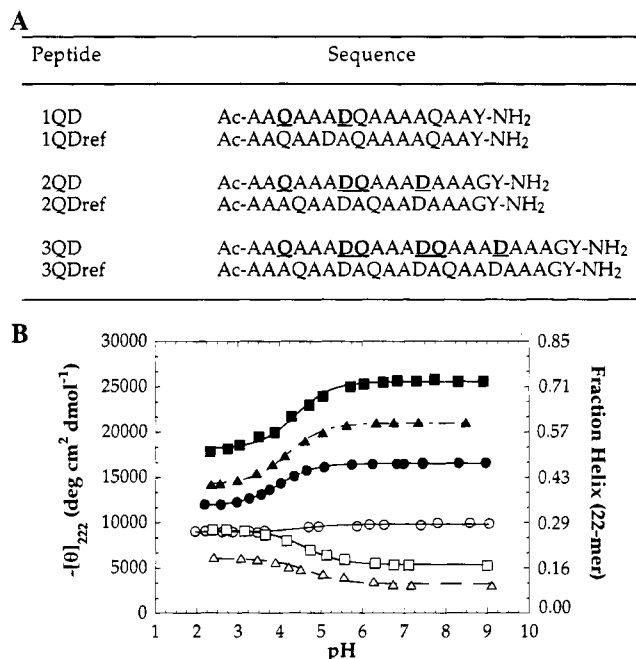 A
Peptide Sequence
1QD Ac-AAQAAADQAAAAQAAY-NH₂
1QDref Ac-AAQAADAQAAAAQAAY-NH₂
2QD Ac-AAQAAADQAAADAAAGY-NH₂
2QDref Ac-AAAQAADAQAADAAAGY-NH₂
3QD Ac-AAQAAADQAAADQAAADAAAGY-NH₂
3QDref Ac-AAAQAADAQAADAQAADAAAGY-NH₂
B
-[θ]₂₂₂ (deg cm² dmol⁻¹)
30000
25000
20000
15000
10000
5000
0
0.85
0.71
0.57
0.43
0.29
0.16
0.00
Fraction Helix (22-mer)
1 2 3 4 5 6 7 8 9 10
pH